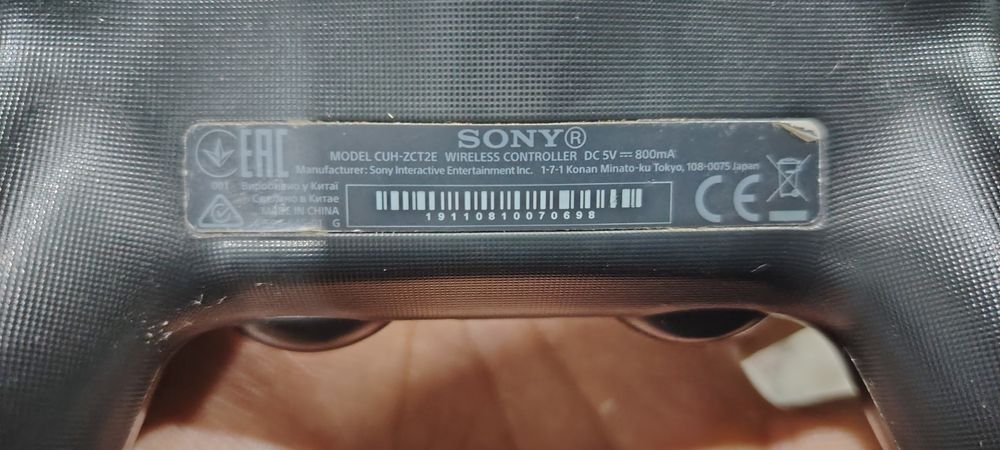 SONY®
EAC
MODEL CUH-ZCT2E WIRELESS CONTROLLER DC 5V ⎓ 800mA
Manufacturer: Sony Interactive Entertainment Inc. 1-7-1 Konan Minato-ku Tokyo, 108-0075 Japan
001 Вироблено у Китаї
Сделано в Китае
MADE IN CHINA
G
19110810070698
CE